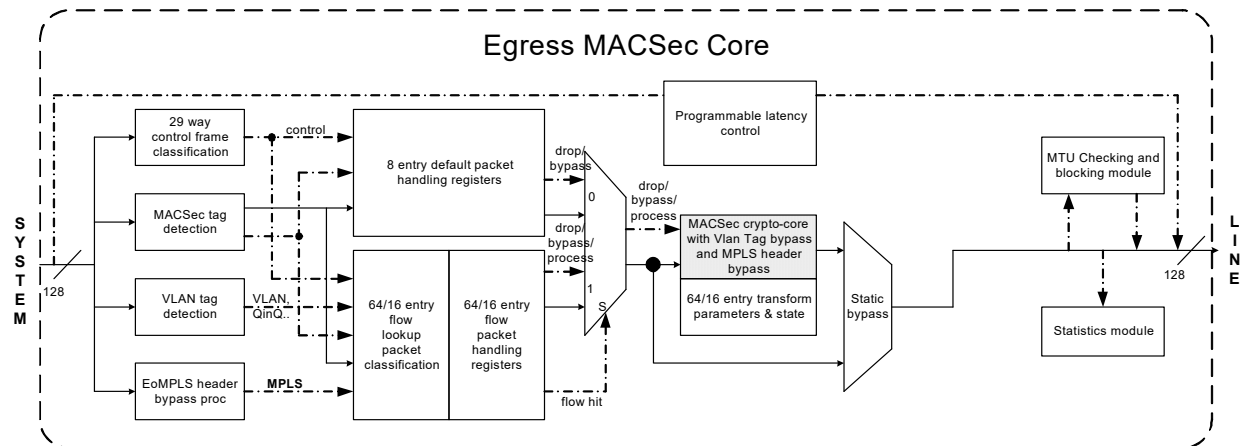 Egress MACSec Core
29 way
control frame
classification
control
8 entry default packet
handling registers
drop/
bypass
Programmable latency
control
MTU Checking and
blocking module
MACSec tag
detection
0
drop/
bypass/
process
drop/
bypass/
process
MACSec crypto-core
with Vlan Tag bypass
and MPLS header
bypass
SYSTEM
128
LINE
128
VLAN tag
detection
VLAN,
QinQ..
64/16 entry
flow
lookup
packet
classification
64/16 entry
flow
packet
handling
registers
1
S
64/16 entry transform
parameters & state
Static
bypass
Statistics module
EoMPLS header
bypass proc
MPLS
flow hit